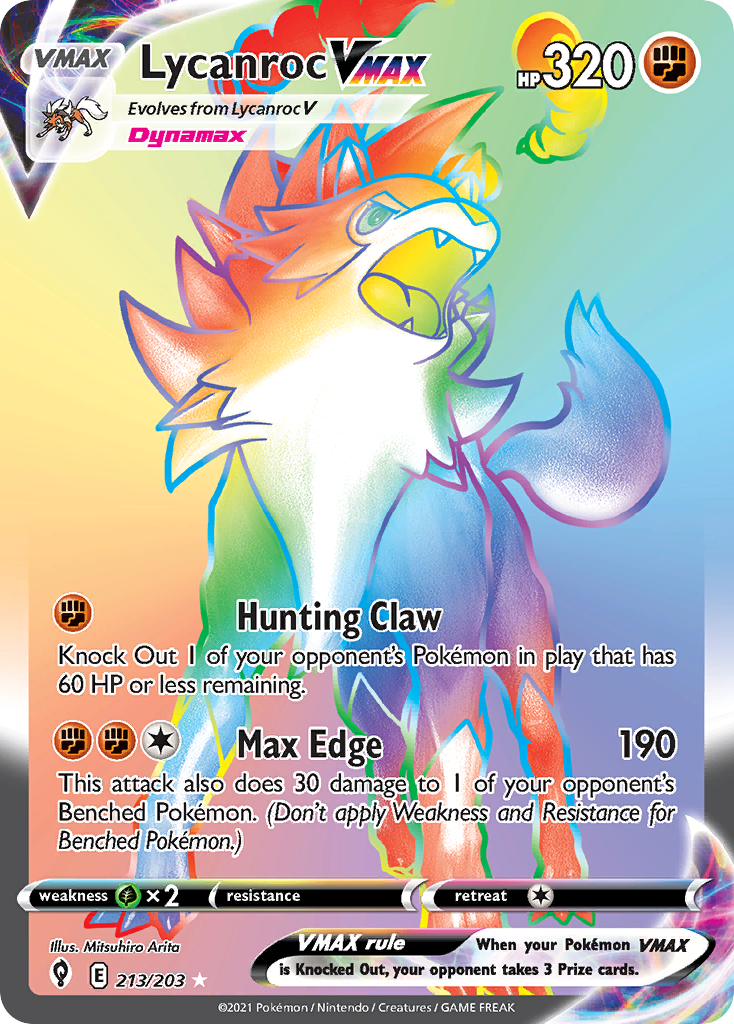 VMAX
Lycanroc VMAX
HP 320
Evolves from Lycanroc V
Dynamax
Hunting Claw
Knock Out 1 of your opponent's Pokémon in play that has
60 HP or less remaining.
Max Edge 190
This attack also does 30 damage to 1 of your opponent's
Benched Pokémon. (Don't apply Weakness and Resistance for
Benched Pokémon.)
weakness ×2 resistance retreat
Illus. Mitsuhiro Arita
VMAX rule When your Pokémon VMAX
is Knocked Out, your opponent takes 3 Prize cards.
E 213/203
©2021 Pokémon / Nintendo / Creatures / GAME FREAK